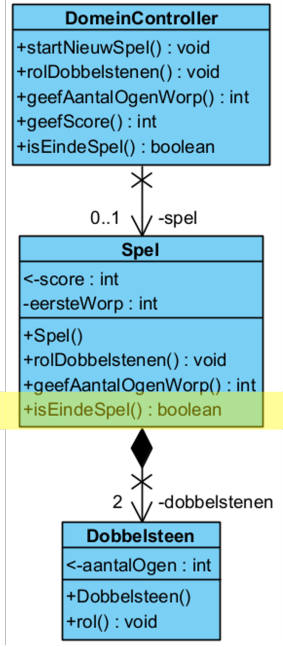 DomeinController
+startNieuwSpel() : void
+rolDobbelstenen() : void
+geefAantalOgenWorp() : int
+geefScore() : int
+isEindeSpel() : boolean
0..1 -spel
Spel
<-score : int
-eersteWorp : int
+Spel()
+rolDobbelstenen() : void
+geefAantalOgenWorp() : int
+isEindeSpel() : boolean
2 -dobbelstenen
Dobbelsteen
<-aantalOgen : int
+Dobbelsteen()
+rol() : void